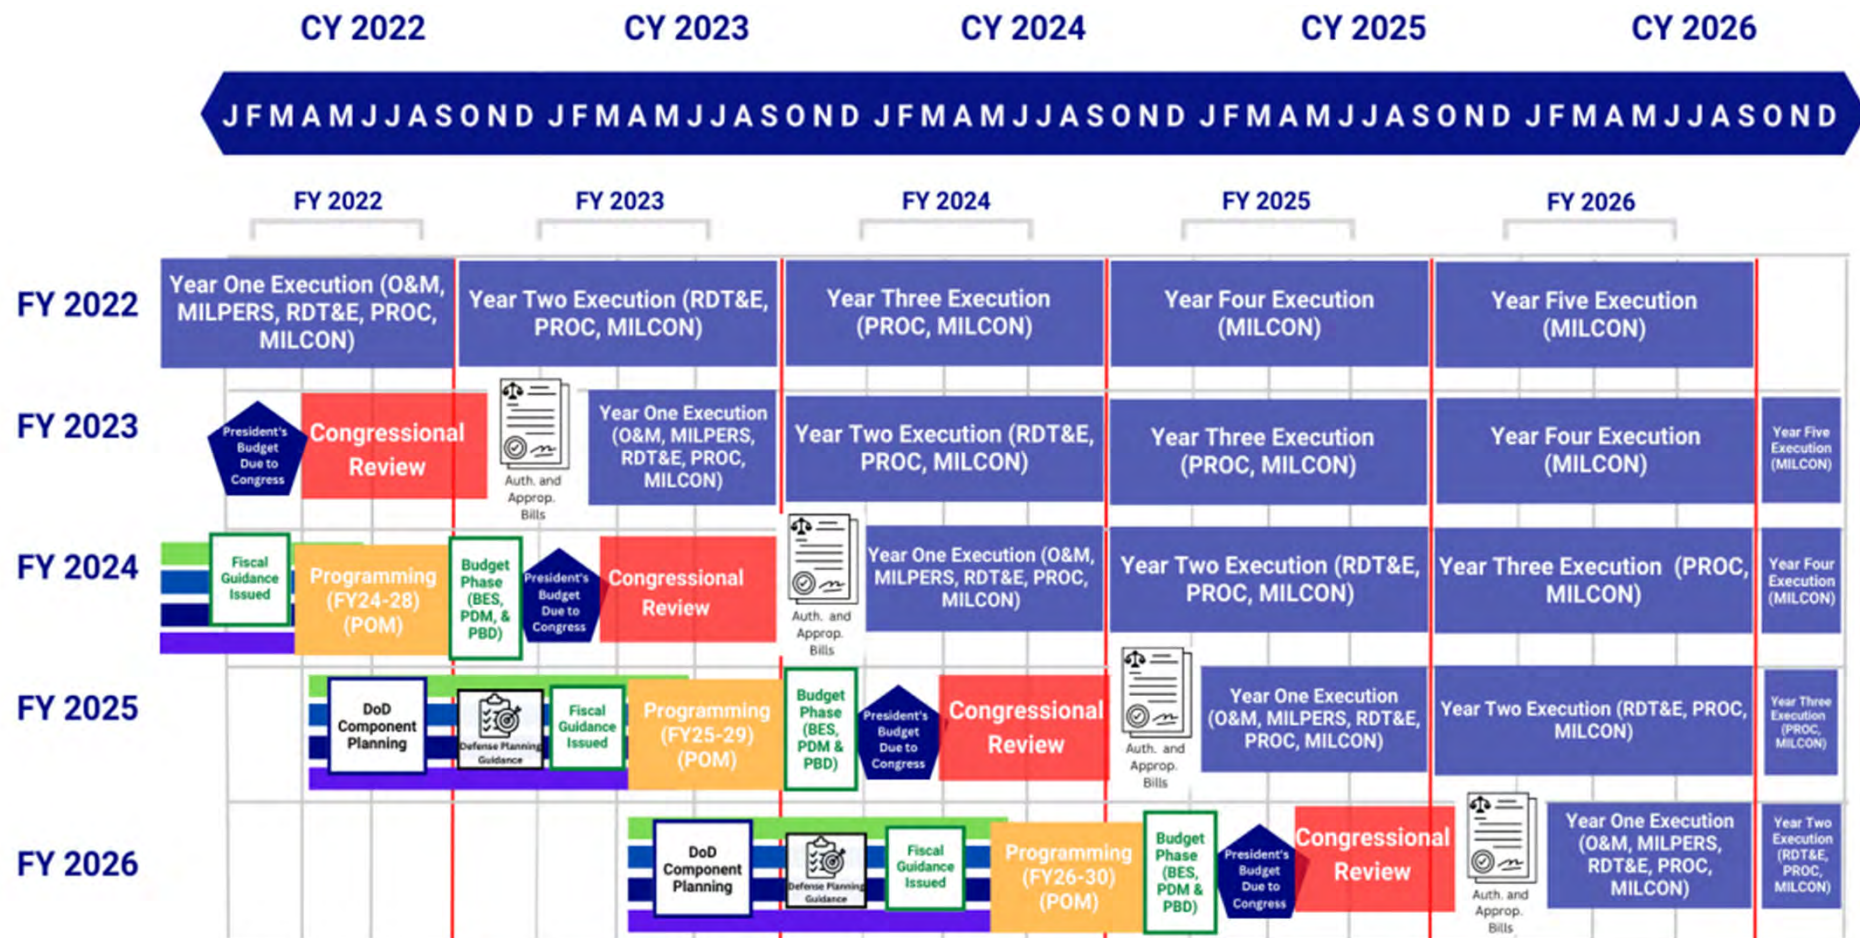 CY 2022 CY 2023 CY 2024 CY 2025 CY 2026
J F M A M J J A S O N D J F M A M J J A S O N D J F M A M J J A S O N D J F M A M J J A S O N D J F M A M J J A S O N D
FY 2022 FY 2023 FY 2024 FY 2025 FY 2026
FY 2022
Year One Execution (O&M,
MILPERS, RDT&E, PROC,
MILCON)
Year Two Execution (RDT&E,
PROC, MILCON)
Year Three Execution
(PROC, MILCON)
Year Four Execution
(MILCON)
Year Five Execution
(MILCON)
FY 2023
President's
Budget
Due to
Congress
Congressional
Review
Auth. and
Approp.
Bills
Year One Execution
(O&M, MILPERS,
RDT&E, PROC,
MILCON)
Year Two Execution (RDT&E,
PROC, MILCON)
Year Three Execution
(PROC, MILCON)
Year Four Execution
(MILCON)
Year Five
Execution
(MILCON)
FY 2024
Fiscal
Guidance
Issued
Programming
(FY24-28)
(POM)
Budget
Phase
(BES,
PDM, &
PBD)
President's
Budget
Due to
Congress
Congressional
Review
Auth. and
Approp.
Bills
Year One Execution (O&M,
MILPERS, RDT&E, PROC,
MILCON)
Year Two Execution (RDT&E,
PROC, MILCON)
Year Three Execution (PROC,
MILCON)
Year Four
Execution
(MILCON)
FY 2025
DoD
Component
Planning
Defense Planning
Guidance
Fiscal
Guidance
Issued
Programming
(FY25-29)
(POM)
Budget
Phase
(BES,
PDM &
PBD)
President's
Budget
Due to
Congress
Congressional
Review
Auth. and
Approp.
Bills
Year One Execution
(O&M, MILPERS, RDT&E,
PROC, MILCON)
Year Two Execution (RDT&E, PROC,
MILCON)
Year Three
Execution
(PROC,
MILCON)
FY 2026
DoD
Component
Planning
Defense Planning
Guidance
Fiscal
Guidance
Issued
Programming
(FY26-30)
(POM)
Budget
Phase
(BES,
PDM &
PBD)
President's
Budget
Due to
Congress
Congressional
Review
Auth. and
Approp.
Bills
Year One Execution
(O&M, MILPERS,
RDT&E, PROC,
MILCON)
Year Two
Execution
(RDT&E,
PROC,
MILCON)